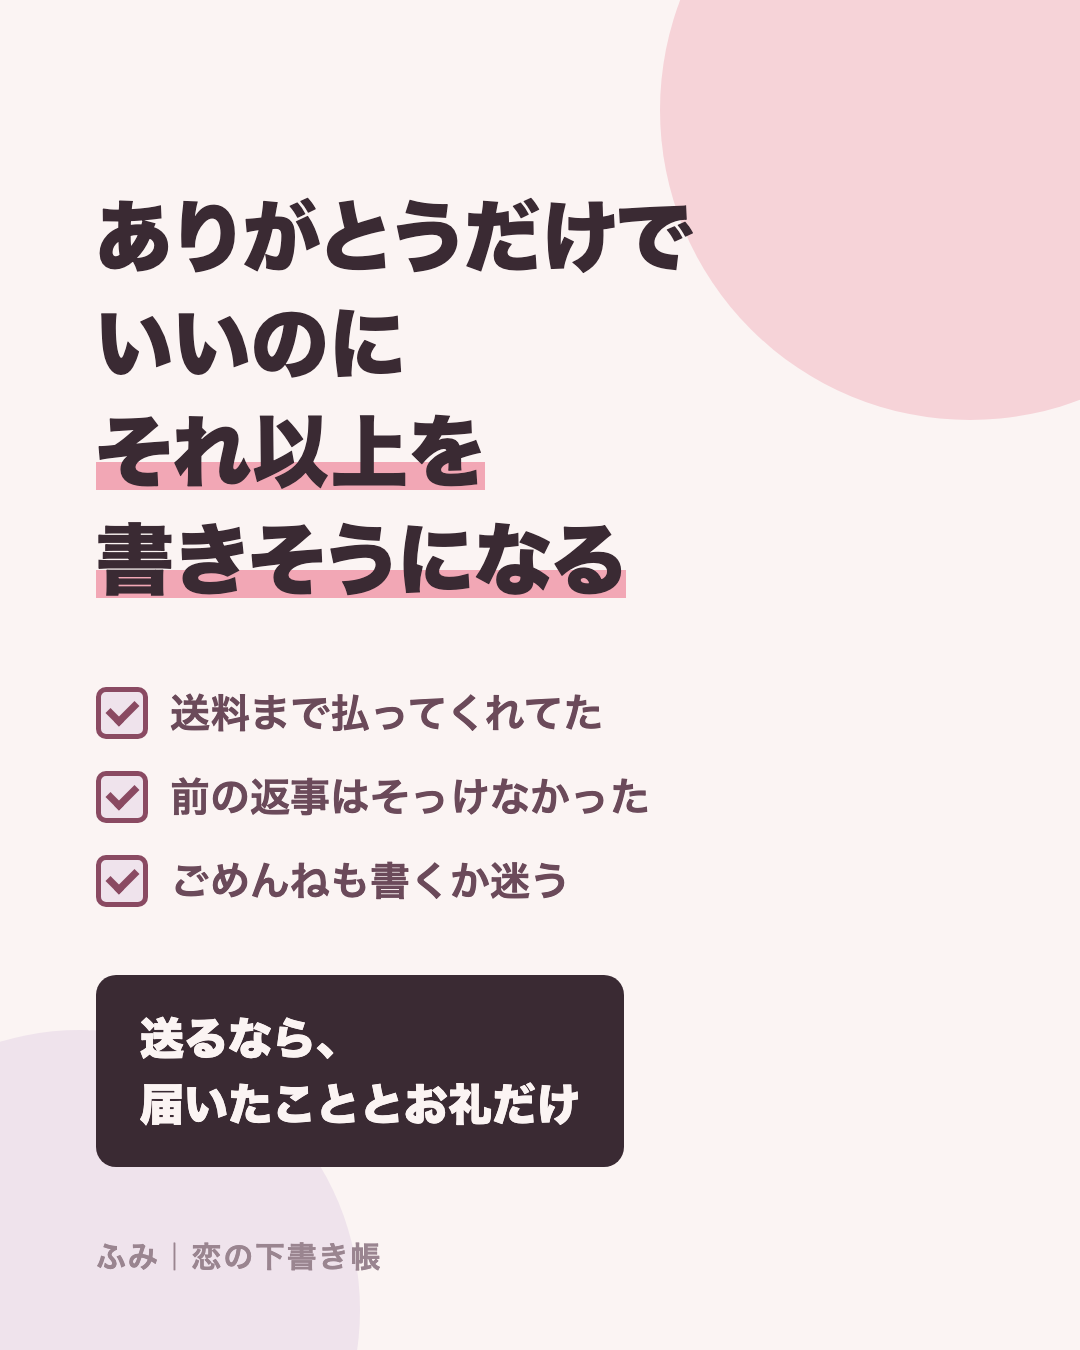 ありがとうだけで
いいのに
それ以上を
書きそうになる
送料まで払ってくれてた
前の返事はそっけなかった
ごめんねも書くか迷う
送るなら、
届いたこととお礼だけ
ふみ｜恋の下書き帳